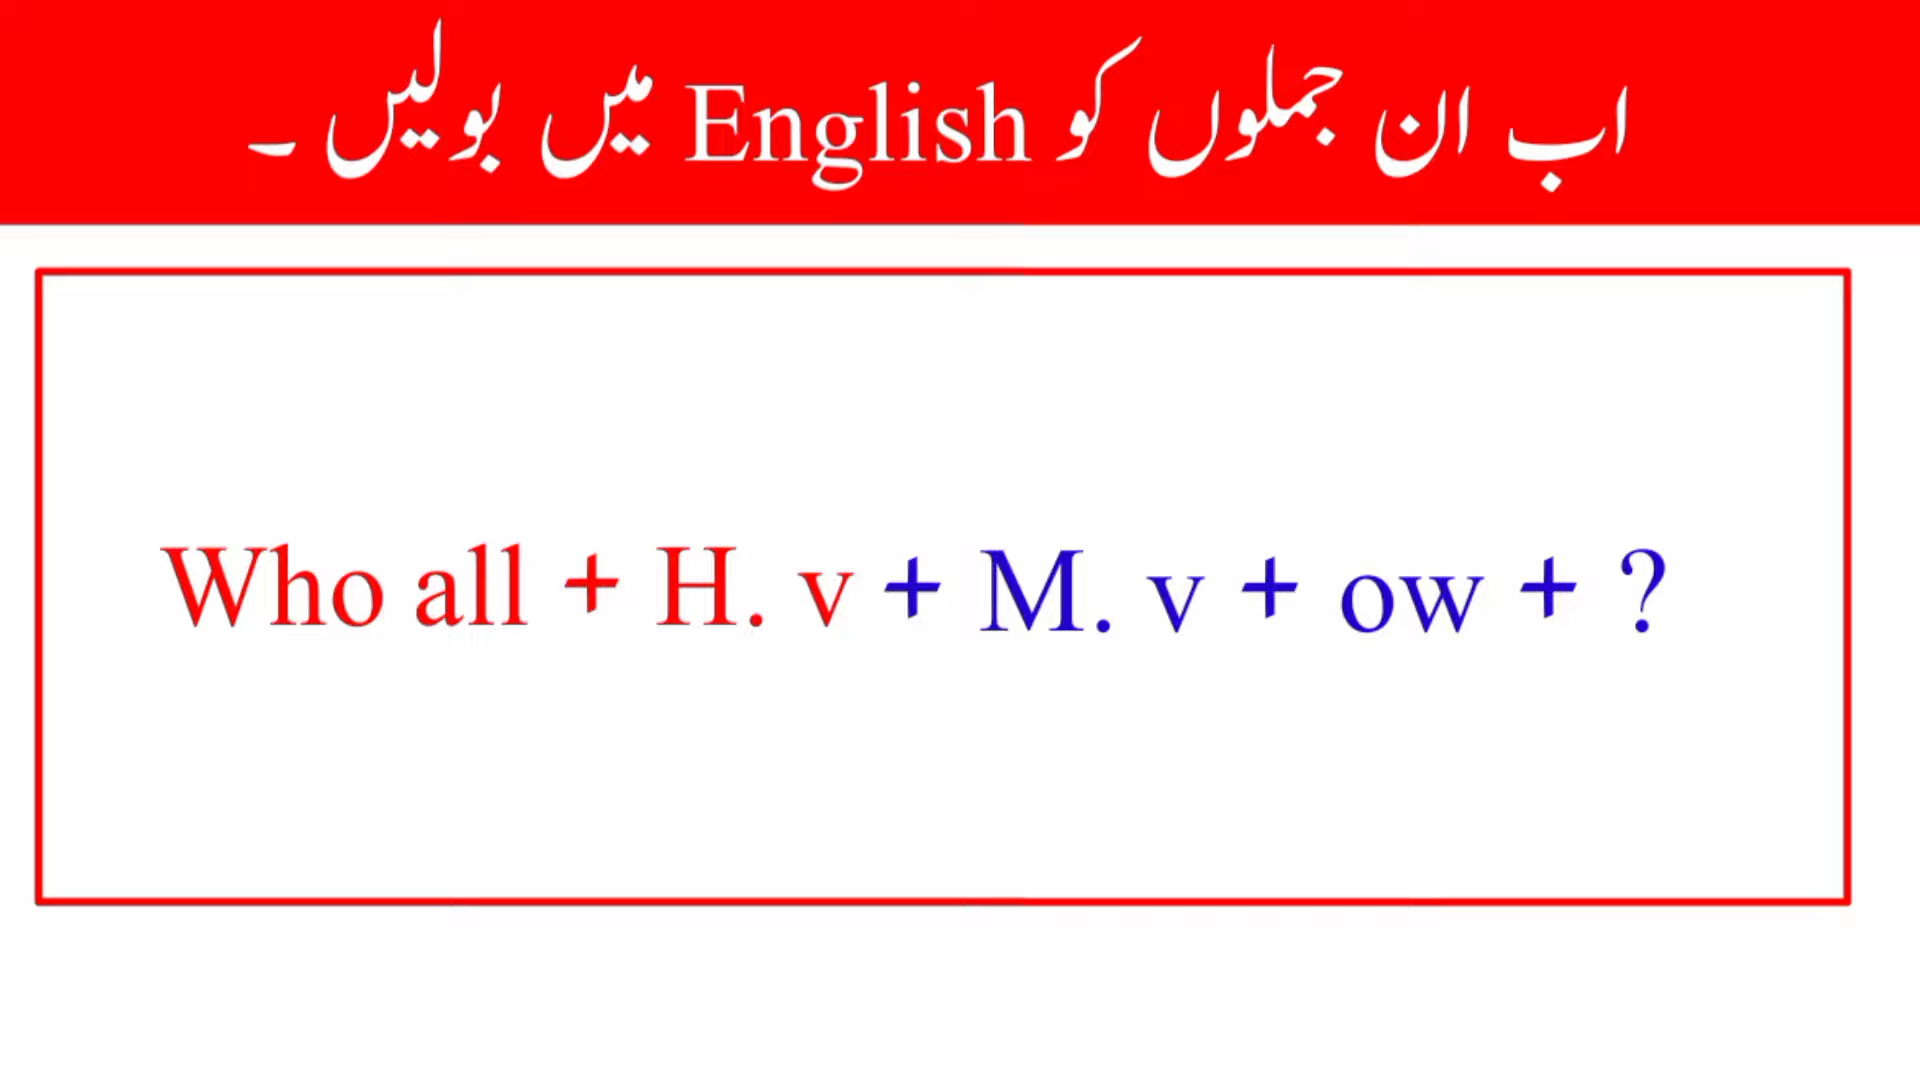 اب ان جملوں کو English میں بولیں ۔
Who all + H. v + M. v + ow + ?